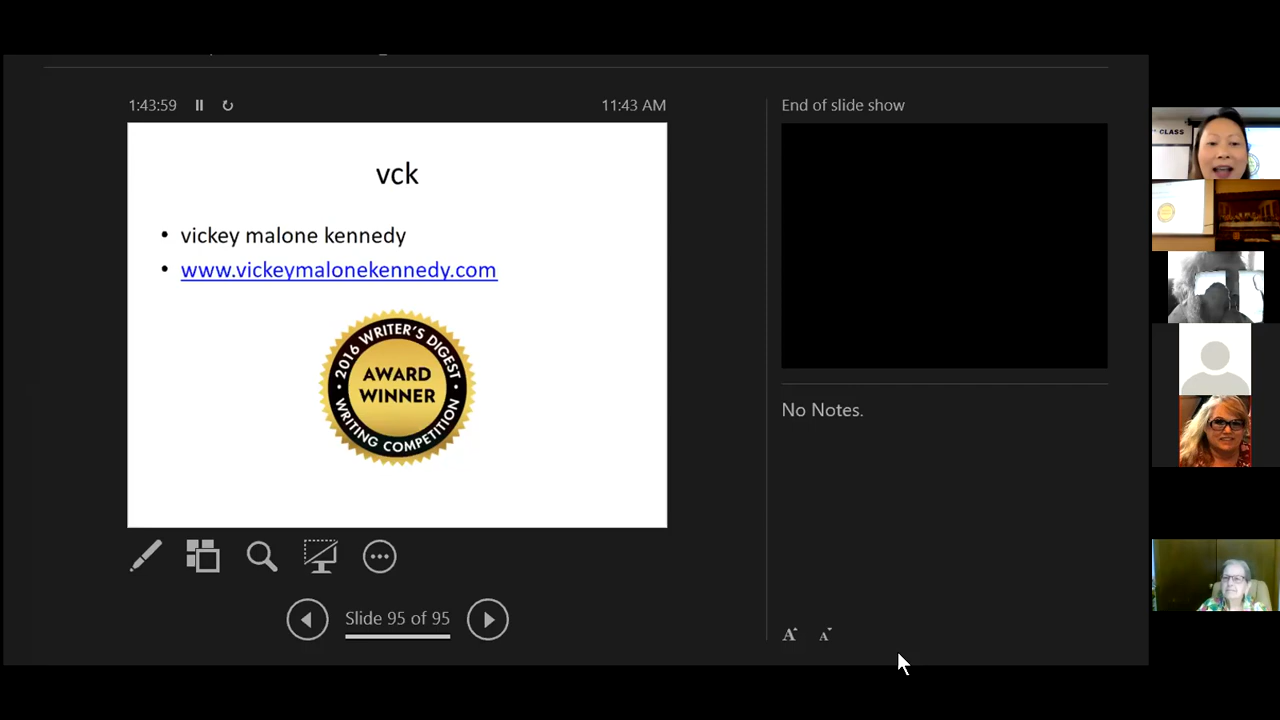 1:43:59
11:43 AM
End of slide show
vck
• vickey malone kennedy
• www.vickeymalonekennedy.com
2016 WRITER'S DIGEST
AWARD
WINNER
WRITING COMPETITION
No Notes.
Slide 95 of 95
A A
CLASS